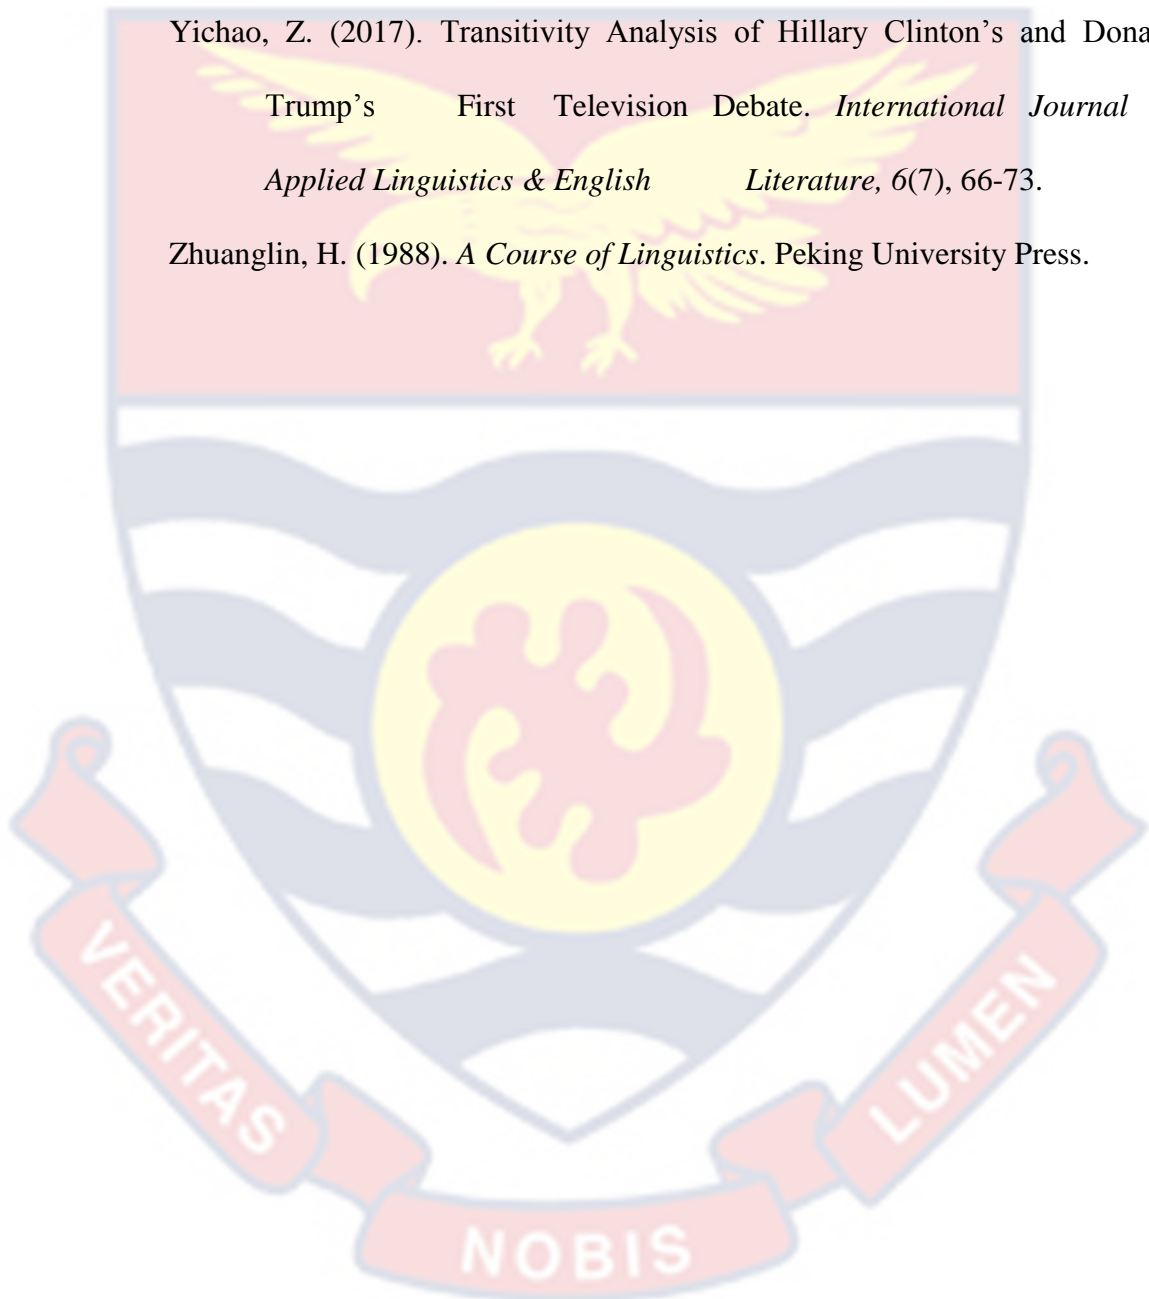 Yichao, Z. (2017). Transitivity Analysis of Hillary Clinton’s and Dona
Trump’s First Television Debate. International Journal
Applied Linguistics & English Literature, 6(7), 66-73.
Zhuanglin, H. (1988). A Course of Linguistics. Peking University Press.
VERITAS
NOBIS
LUMEN